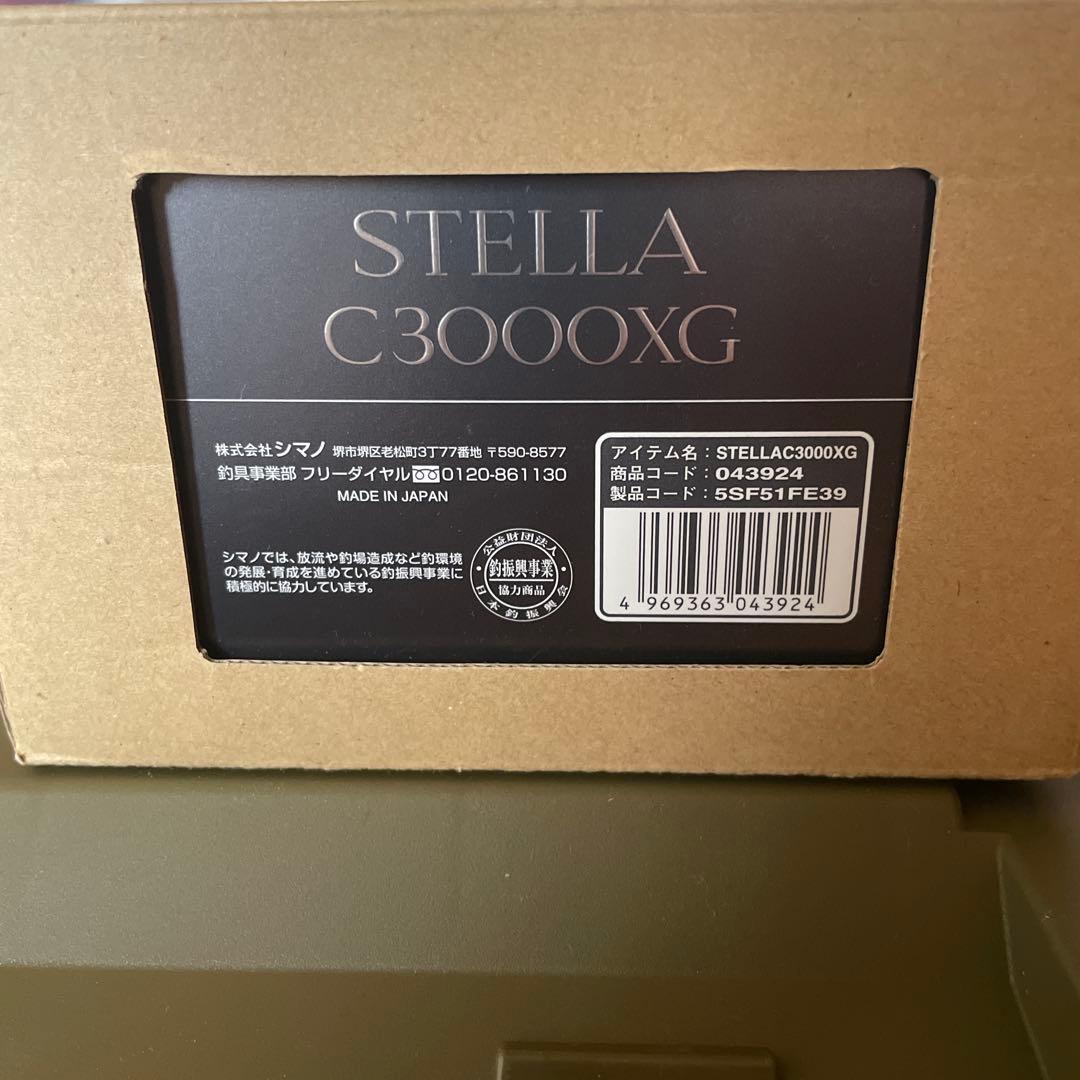 STELLA
C3000XG
株式会社シマノ 堺市堺区老松町3丁77番地 〒590-8577
釣具事業部 フリーダイヤル 0120-861130
MADE IN JAPAN
シマノでは、放流や釣場造成など釣環境
の発展・育成を進めている釣振興事業に
積極的に協力しています。
公益財団法人
釣振興事業
協力商品
日本釣振興会
アイテム名：STELLAC3000XG
商品コード：043924
製品コード：5SF51FE39
4 969363 043924